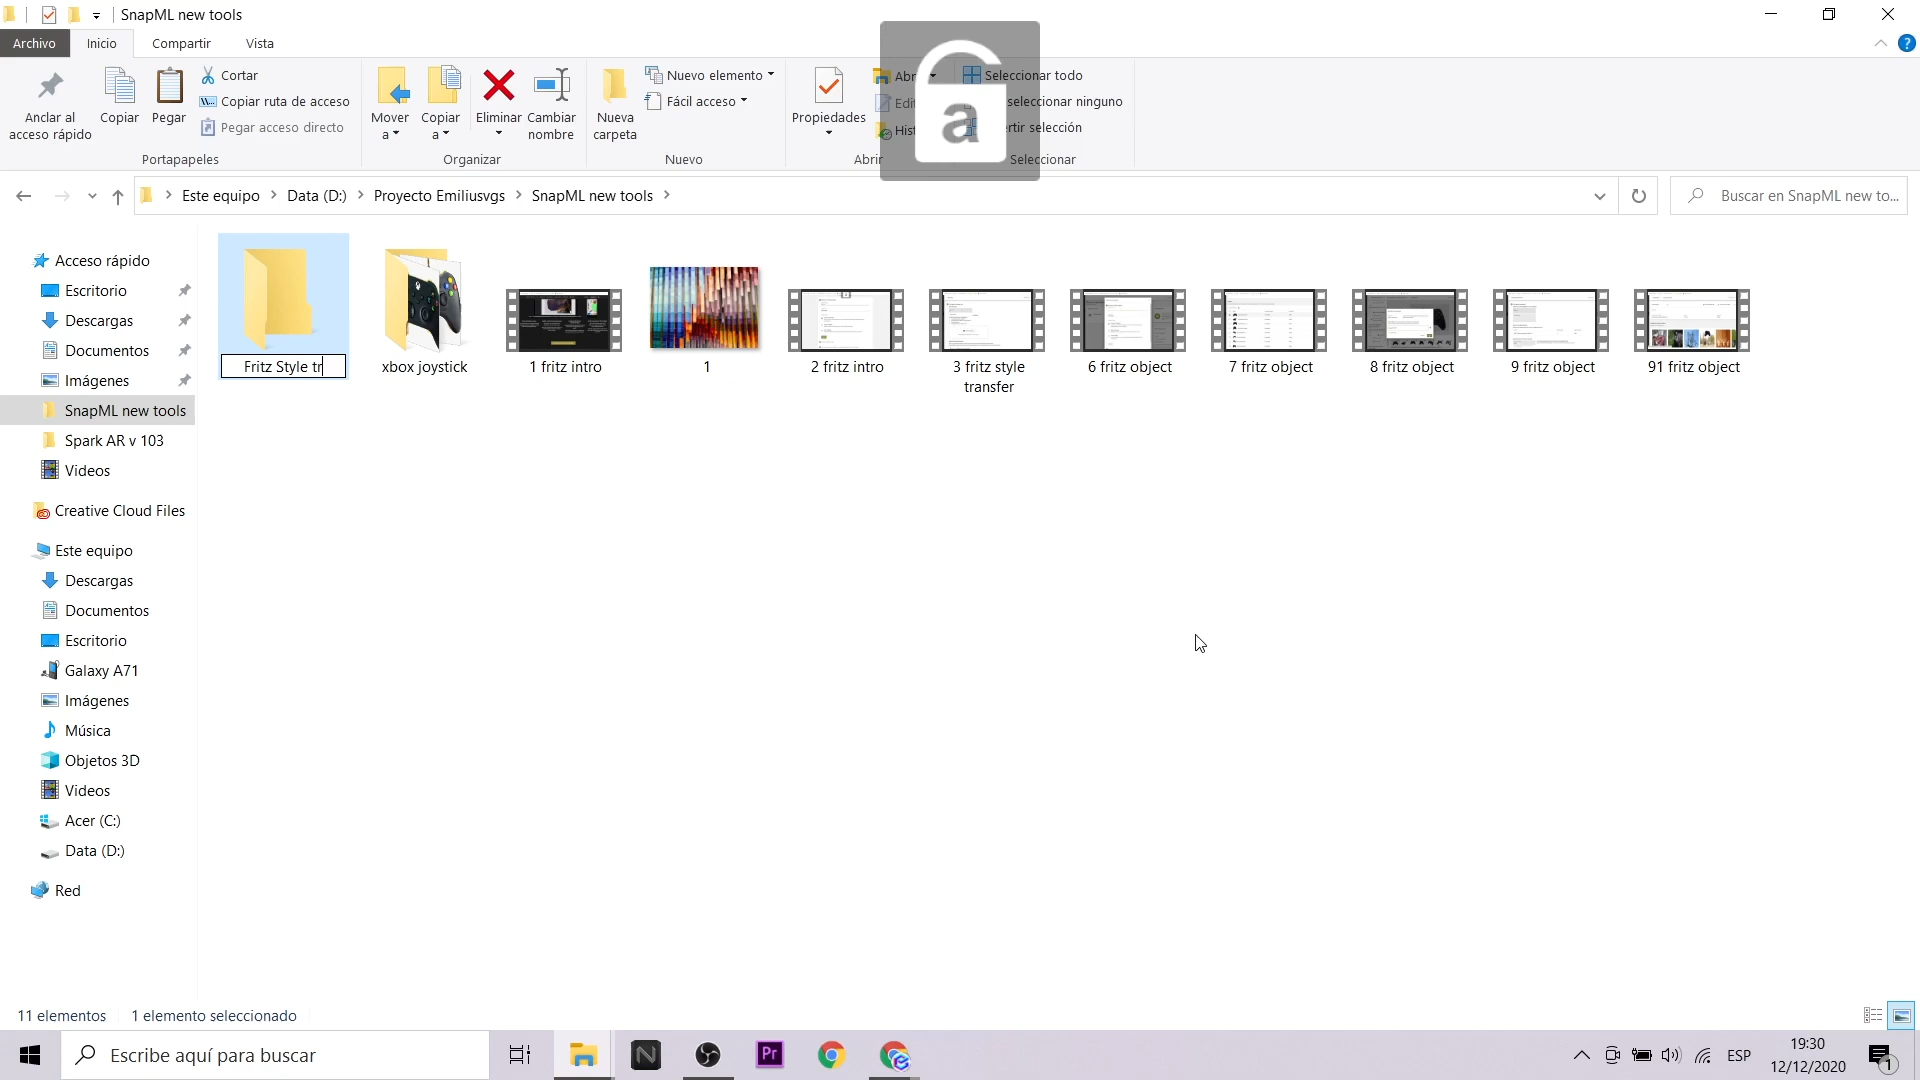 SnapML new tools
Archivo Inicio Compartir Vista
Anclar al
acceso rápido
Copiar
Pegar
Cortar
Copiar ruta de acceso
Pegar acceso directo
Portapapeles
Mover
a
Copiar
a
Eliminar
Cambiar
nombre
Organizar
Nueva
carpeta
Nuevo elemento
Fácil acceso
Nuevo
Propiedades
Abrir
a
Seleccionar todo
seleccionar ninguno
selección
Seleccionar
Este equipo Data (D:) Proyecto Emiliusvgs SnapML new tools
Buscar en SnapML new to...
Acceso rápido
Escritorio
Descargas
Documentos
Imágenes
SnapML new tools
Spark AR v 103
Videos
Creative Cloud Files
Este equipo
Descargas
Documentos
Escritorio
Galaxy A71
Imágenes
Música
Objetos 3D
Videos
Acer (C:)
Data (D:)
Red
Fritz Style tr
xbox joystick
1 fritz intro
1
2 fritz intro
3 fritz style
transfer
6 fritz object
7 fritz object
8 fritz object
9 fritz object
91 fritz object
11 elementos 1 elemento seleccionado
Escribe aquí para buscar
Pr
ESP
19:30
12/12/2020
1